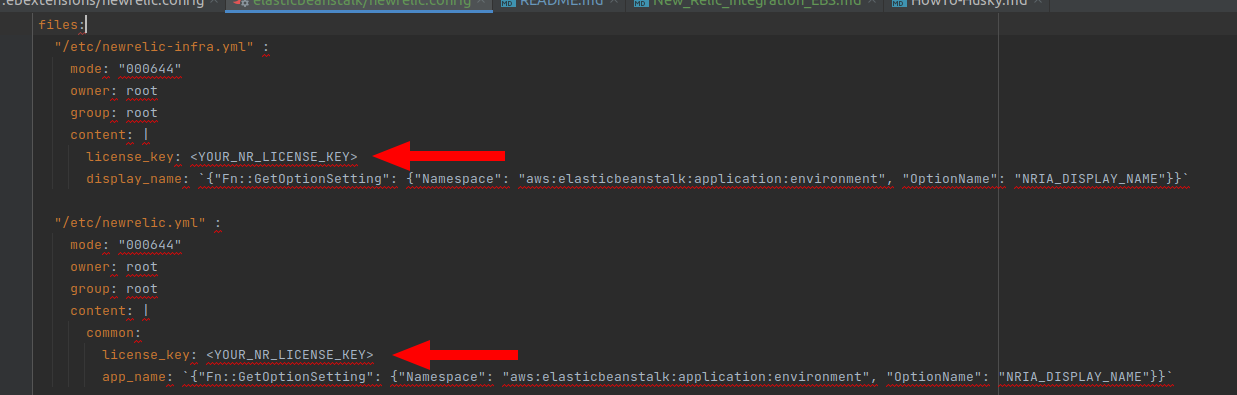 .ebextensions/newrelic.config elasticbeanstalk/newrelic.config README.md New_Relic_Integration_EBS.md HowTo-Husky.md
files:
"/etc/newrelic-infra.yml" :
mode: "000644"
owner: root
group: root
content: |
license_key: <YOUR_NR_LICENSE_KEY>
display_name: `{"Fn::GetOptionSetting": {"Namespace": "aws:elasticbeanstalk:application:environment", "OptionName": "NRIA_DISPLAY_NAME"}}`
"/etc/newrelic.yml" :
mode: "000644"
owner: root
group: root
content: |
common:
license_key: <YOUR_NR_LICENSE_KEY>
app_name: `{"Fn::GetOptionSetting": {"Namespace": "aws:elasticbeanstalk:application:environment", "OptionName": "NRIA_DISPLAY_NAME"}}`